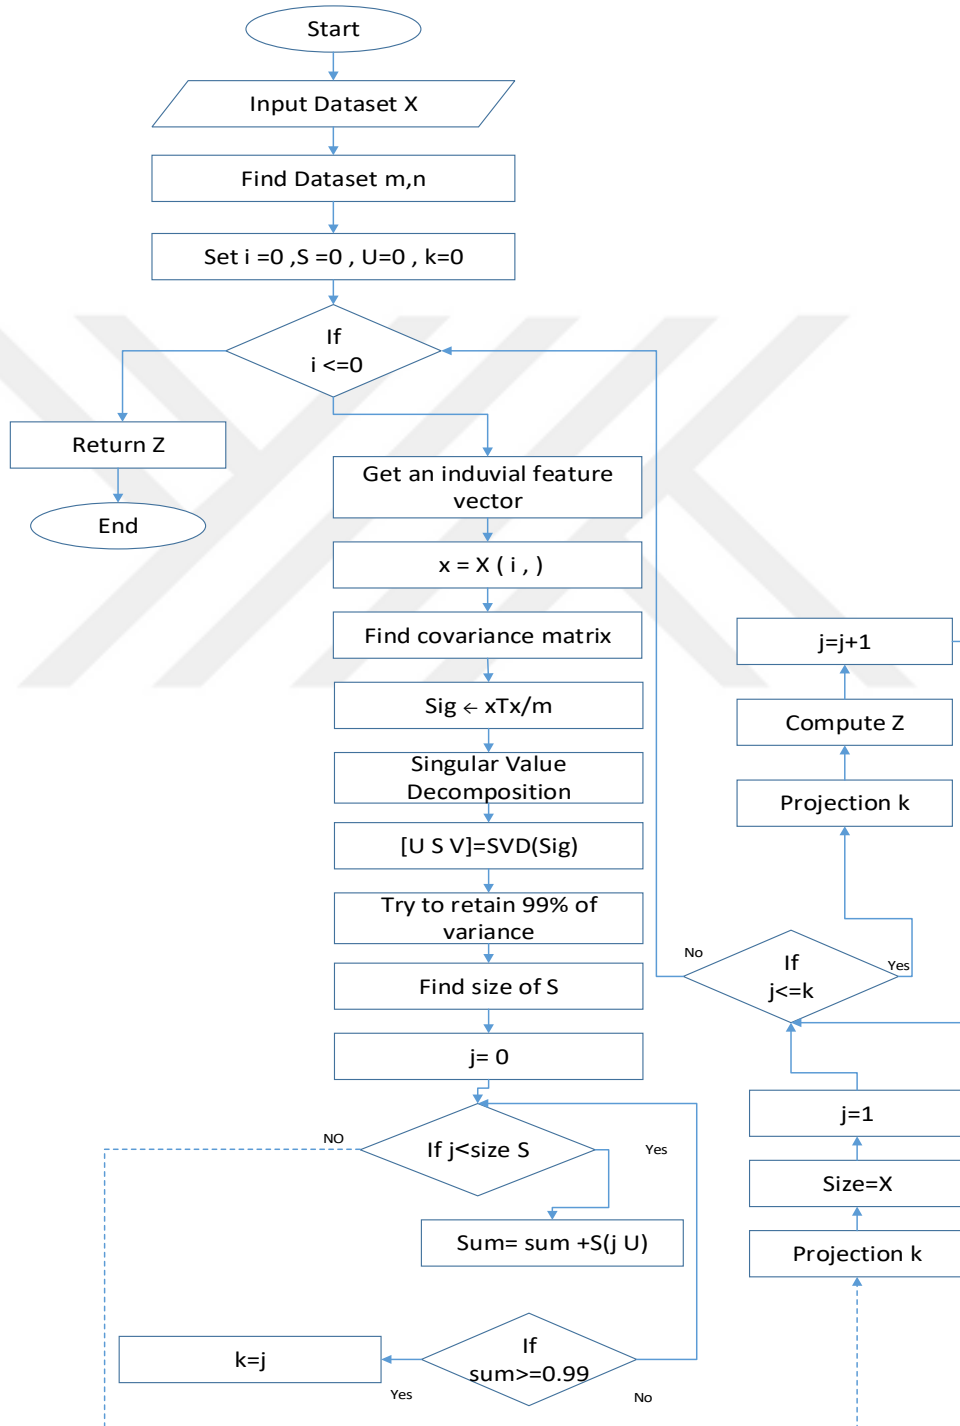 Start
Input Dataset X
Find Dataset m,n
Set i =0 ,S =0 , U=0 , k=0
If
i <=0
Return Z
End
Get an induvial feature
vector
x = X ( i , )
Find covariance matrix
Sig ← xTx/m
Singular Value
Decomposition
[U S V]=SVD(Sig)
Try to retain 99% of
variance
Find size of S
j= 0
If j<size S
NO
Yes
Sum= sum +S(j U)
If
sum>=0.99
Yes
No
k=j
Projection k
Size=X
j=1
If
j<=k
No
Yes
Projection k
Compute Z
j=j+1